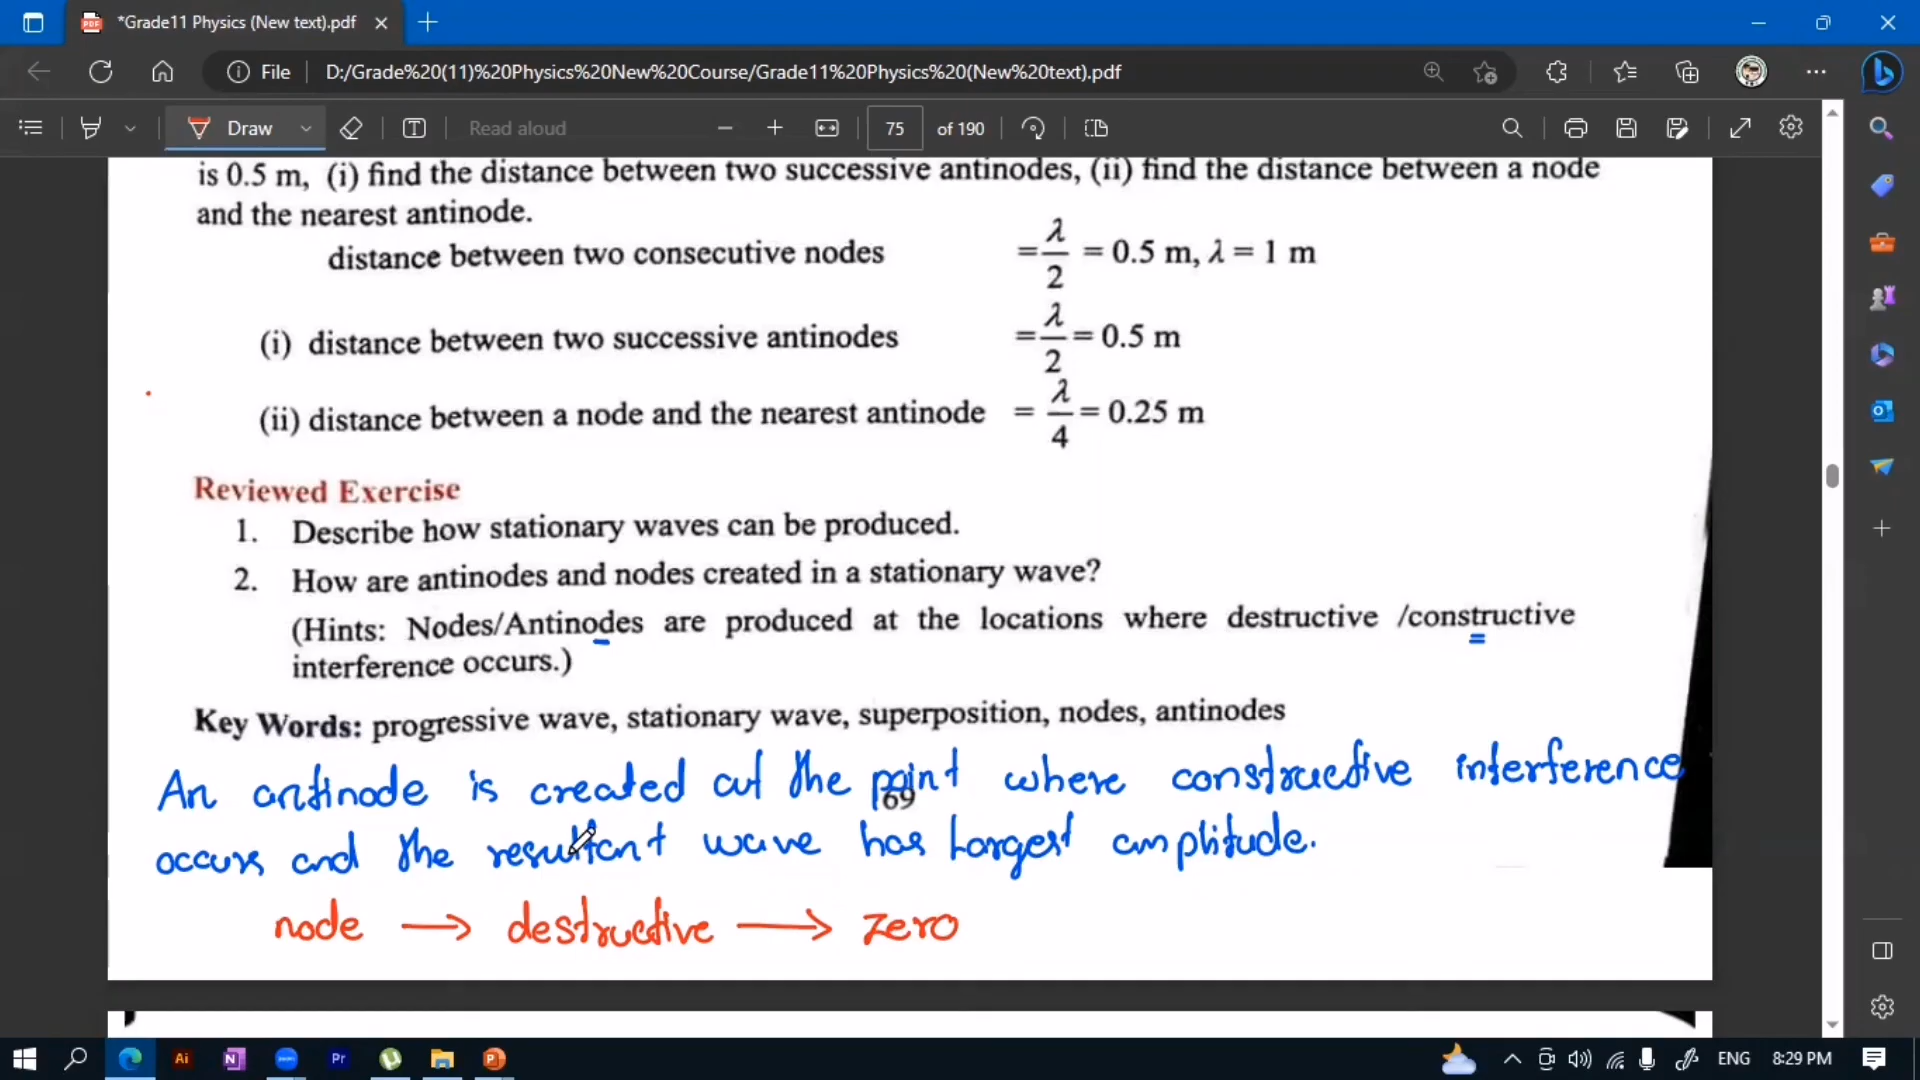 *Grade11 Physics (New text).pdf
File
D:/Grade%20(11)%20Physics%20New%20Course/Grade11%20Physics%20(New%20text).pdf
Draw
Read aloud
75 of 190
is 0.5 m, (i) find the distance between two successive antinodes, (ii) find the distance between a node
and the nearest antinode.
distance between two consecutive nodes = λ/2 = 0.5 m, λ = 1 m
(i) distance between two successive antinodes = λ/2 = 0.5 m
(ii) distance between a node and the nearest antinode = λ/4 = 0.25 m
Reviewed Exercise
1. Describe how stationary waves can be produced.
2. How are antinodes and nodes created in a stationary wave?
(Hints: Nodes/Antinodes are produced at the locations where destructive /constructive
interference occurs.)
Key Words: progressive wave, stationary wave, superposition, nodes, antinodes
An antinode is created at the point where constructive interference
69
occurs and the resultant wave has largest amplitude.
node → destructive → zero
Ai
N
zoom
Pr
P
ENG
8:29 PM